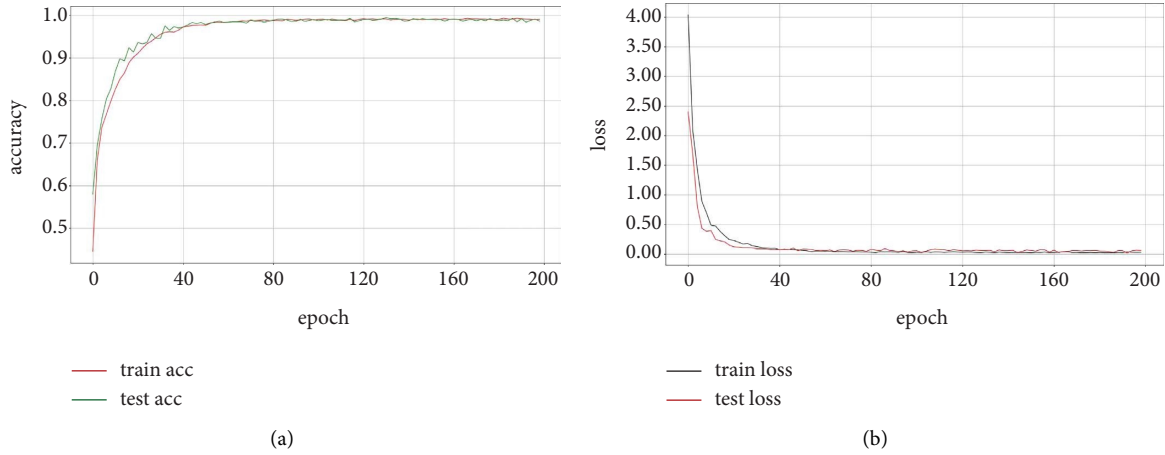 1.0
0.9
0.8
0.7
0.6
0.5
accuracy
0 40 80 120 160 200
epoch
train acc
test acc
(a)
4.00
3.50
3.00
2.50
2.00
1.50
1.00
0.50
0.00
loss
0 40 80 120 160 200
epoch
train loss
test loss
(b)